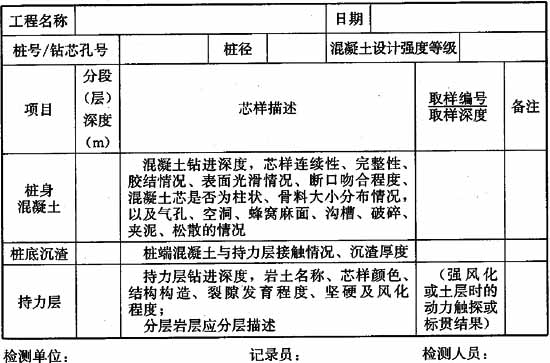 工程名称 日期
桩号/钻芯孔号 桩径 混凝土设计强度等级
项目 分段（层）深度（m） 芯样描述 取样编号/取样深度 备注
桩身混凝土
混凝土钻进深度，芯样连续性、完整性、
胶结情况、表面光滑情况、断口吻合程度、
混凝土芯是否为柱状、骨料大小分布情况，
以及气孔、空洞、蜂窝麻面、沟槽、破碎、
夹泥、松散的情况
桩底沉渣 桩端混凝土与持力层接触情况、沉渣厚度
持力层
持力层钻进深度，岩土名称、芯样颜色、
结构构造、裂隙发育程度、坚硬及风化
程度；
分层岩层应分层描述
（强风化
或土层时的
动力触探或
标贯结果）
检测单位： 记录员： 检测人员：